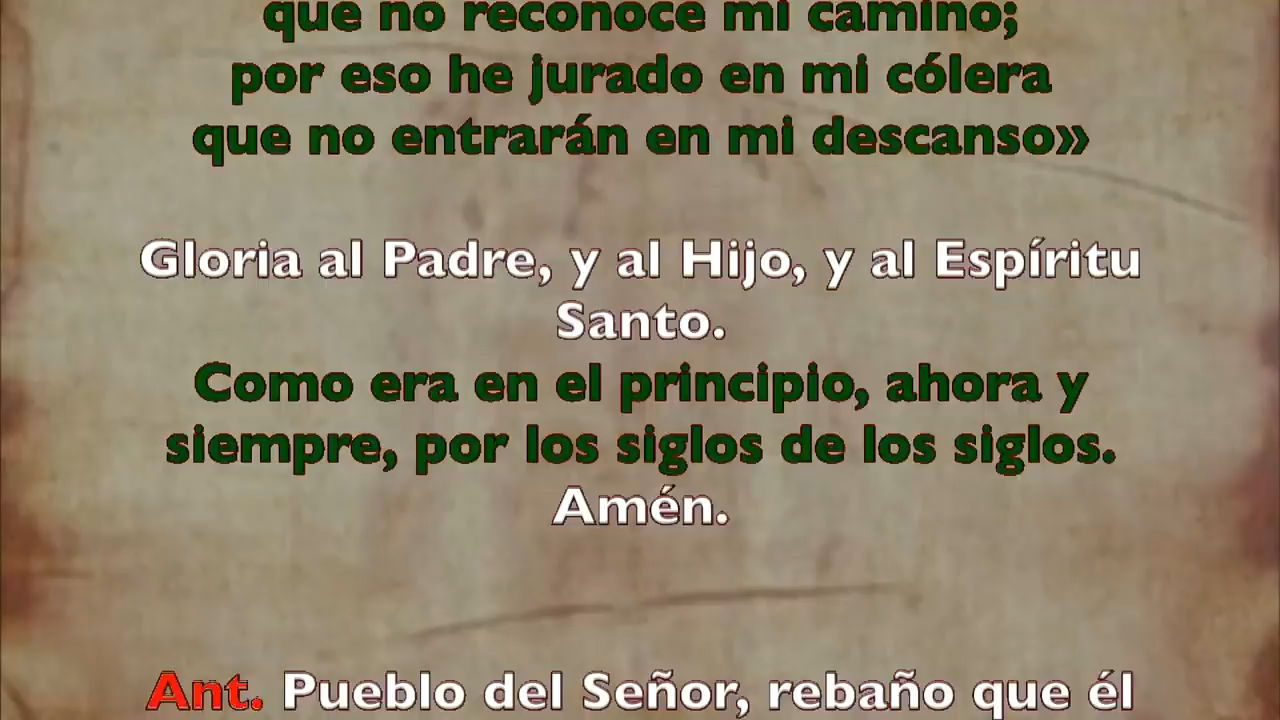 que no reconoce mi camino;
por eso he jurado en mi cólera
que no entrarán en mi descanso»
Gloria al Padre, y al Hijo, y al Espíritu
Santo.
Como era en el principio, ahora y
siempre, por los siglos de los siglos.
Amén.
Ant. Pueblo del Señor, rebaño que él